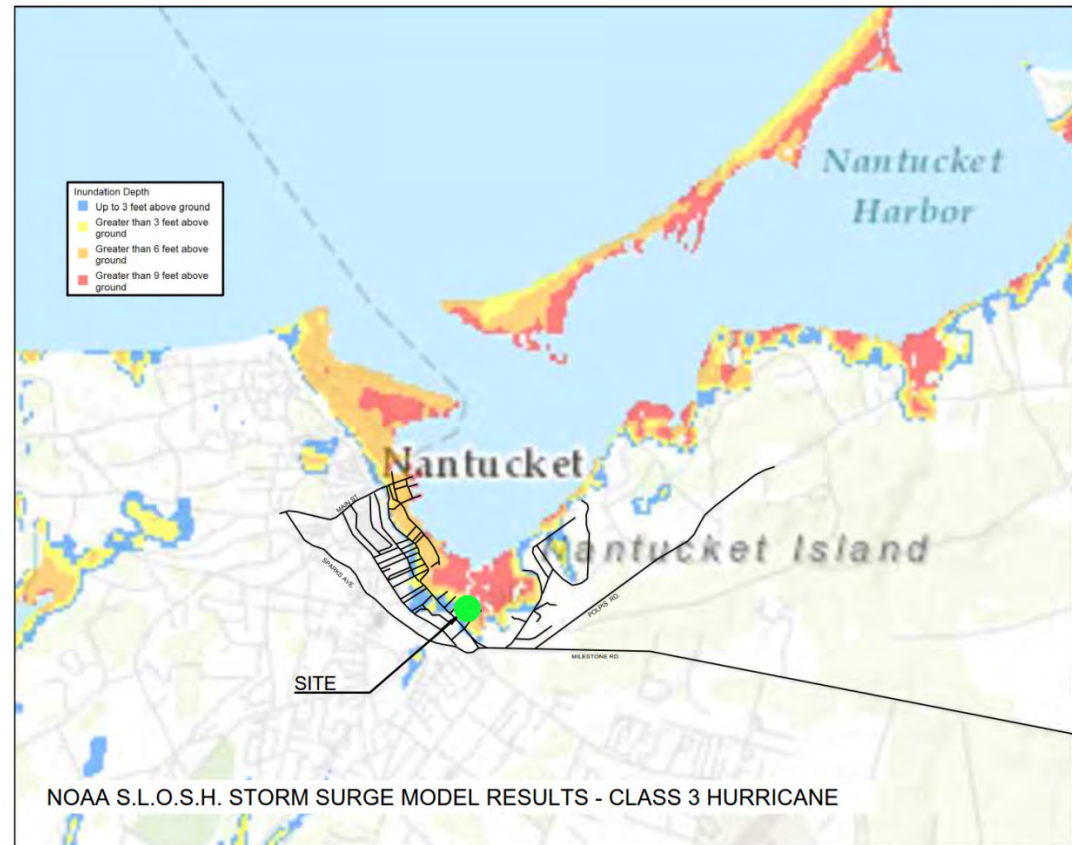 Nantucket
Harbor
Inundation Depth
Up to 3 feet above ground
Greater than 3 feet above
ground
Greater than 6 feet above
ground
Greater than 9 feet above
ground
Nantucket
MAIN ST.
Nantucket Island
SPARKS AVE.
POLPIS RD.
MILESTONE RD.
SITE
NOAA S.L.O.S.H. STORM SURGE MODEL RESULTS - CLASS 3 HURRICANE